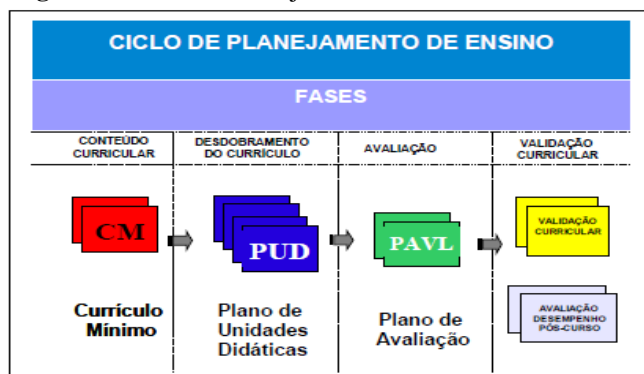 CICLO DE PLANEJAMENTO DE ENSINO
FASES
CONTEÚDO
CURRICULAR
DESDOBRAMENTO
DO CURRÍCULO
AVALIAÇÃO
VALIDAÇÃO
CURRICULAR
CM
PUD
PAVL
VALIDAÇÃO
CURRICULAR
Currículo
Mínimo
Plano de
Unidades
Didáticas
Plano de
Avaliação
AVALIAÇÃO
DESEMPENHO
PÓS-CURSO